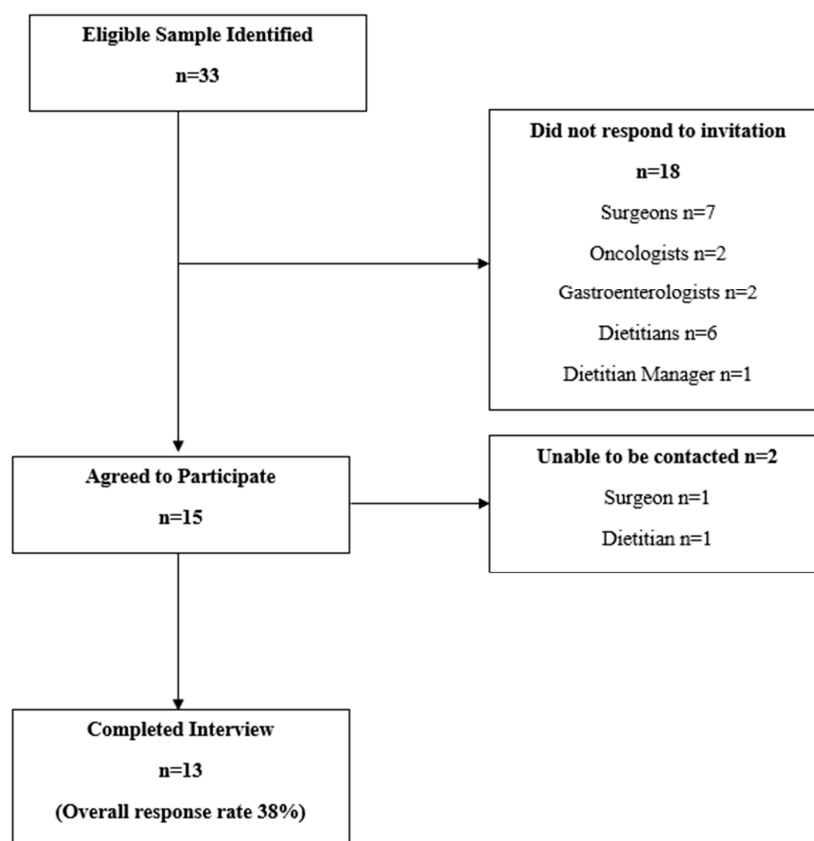 Eligible Sample Identified
n=33
Did not respond to invitation
n=18
Surgeons n=7
Oncologists n=2
Gastroenterologists n=2
Dietitians n=6
Dietitian Manager n=1
Agreed to Participate
n=15
Unable to be contacted n=2
Surgeon n=1
Dietitian n=1
Completed Interview
n=13
(Overall response rate 38%)